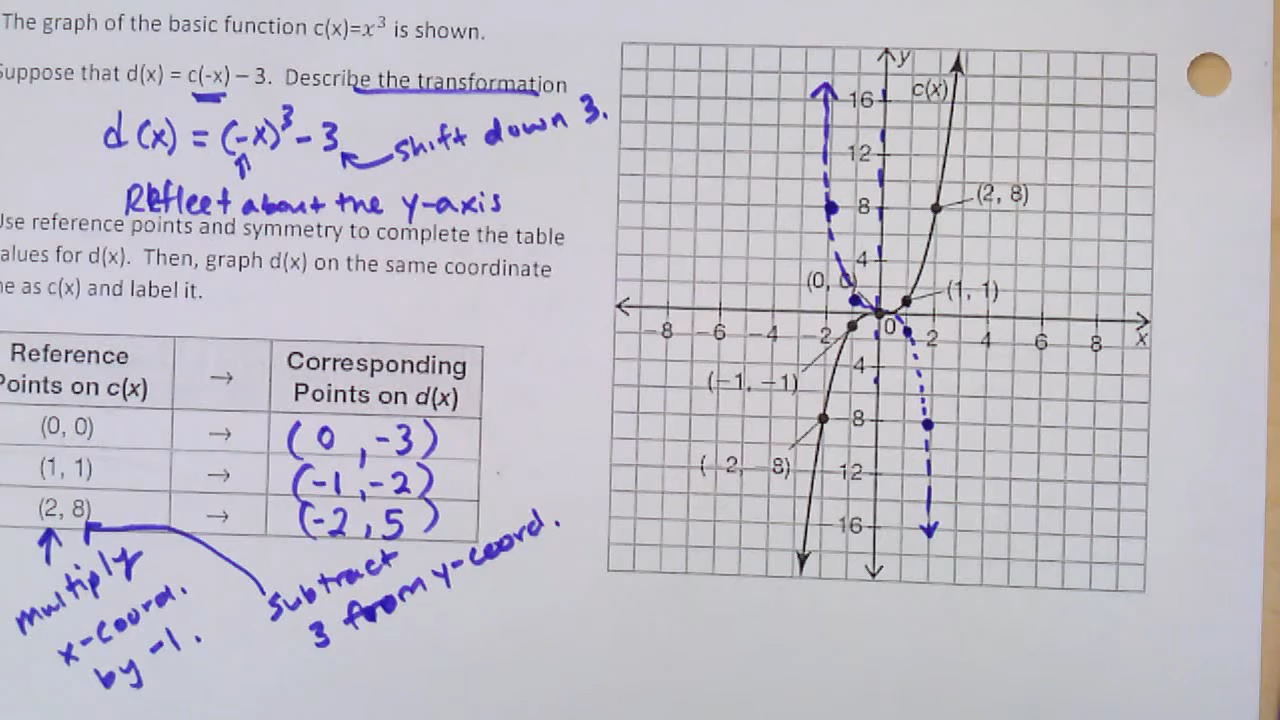 The graph of the basic function c(x)=x³ is shown.
Suppose that d(x) = c(-x) – 3. Describe the transformation
d(x) = (-x)³ - 3
shift down 3.
Reflect about the y-axis
Use reference points and symmetry to complete the table
alues for d(x). Then, graph d(x) on the same coordinate
ne as c(x) and label it.
Reference Points on c(x) → Corresponding Points on d(x)
(0, 0) → (0, -3)
(1, 1) → (-1, -2)
(2, 8) → (-2, 5)
multiply
x-coord.
by -1.
subtract
3 from y-coord.
y
16 c(x)
12
8 (2, 8)
4
(0, 0) (1, 1)
-8 -6 -4 -2 0 2 4 6 8 x
4
(-1, -1)
-8
(-2, -8) 12
-16